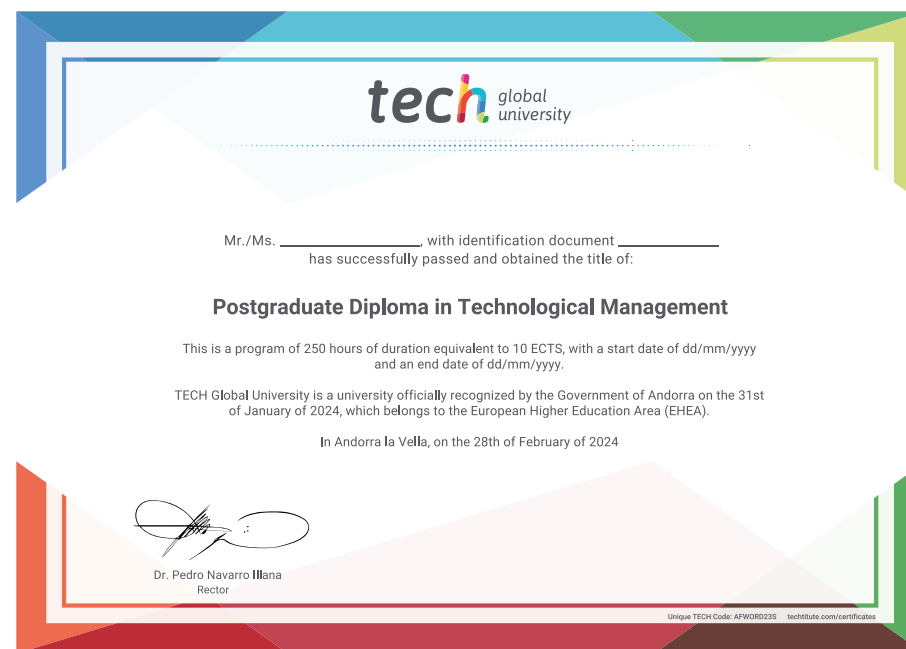 tech global university
Mr./Ms. ____________________, with identification document ______________
has successfully passed and obtained the title of:
Postgraduate Diploma in Technological Management
This is a program of 250 hours of duration equivalent to 10 ECTS, with a start date of dd/mm/yyyy
and an end date of dd/mm/yyyy.
TECH Global University is a university officially recognized by the Government of Andorra on the 31st
of January of 2024, which belongs to the European Higher Education Area (EHEA).
In Andorra la Vella, on the 28th of February of 2024
Dr. Pedro Navarro Illana
Rector
Unique TECH Code: AFWORD23S techtitute.com/certificates